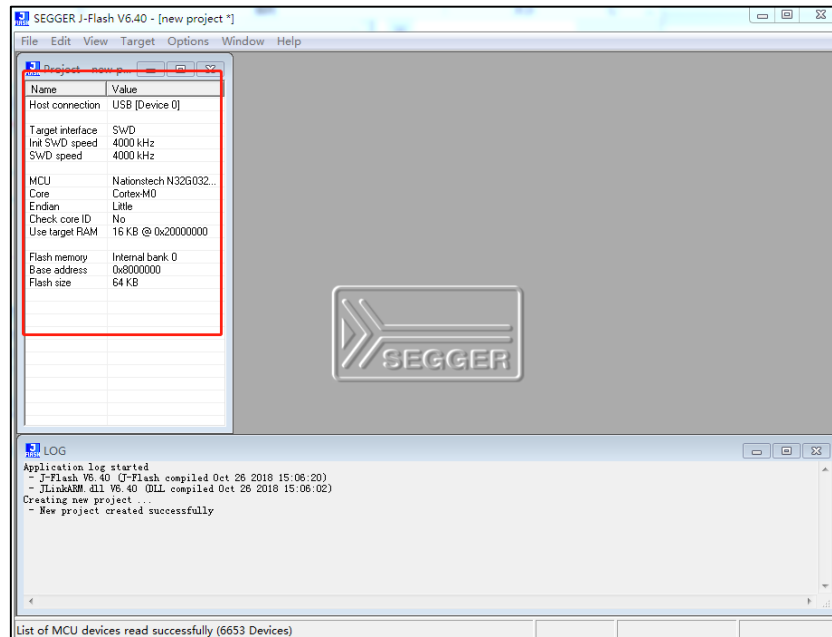 SEGGER J-Flash V6.40 - [new project *]
File Edit View Target Options Window Help
Project - new p...
Name Value
Host connection USB [Device 0]
Target interface SWD
Init SWD speed 4000 kHz
SWD speed 4000 kHz
MCU Nationstech N32G032...
Core Cortex-M0
Endian Little
Check core ID No
Use target RAM 16 KB @ 0x20000000
Flash memory Internal bank 0
Base address 0x8000000
Flash size 64 KB
SEGGER
LOG
Application log started
- J-Flash V6.40 (J-Flash compiled Oct 26 2018 15:06:20)
- JLinkARM.dll V6.40 (DLL compiled Oct 26 2018 15:06:02)
Creating new project ...
- New project created successfully
List of MCU devices read successfully (6653 Devices)